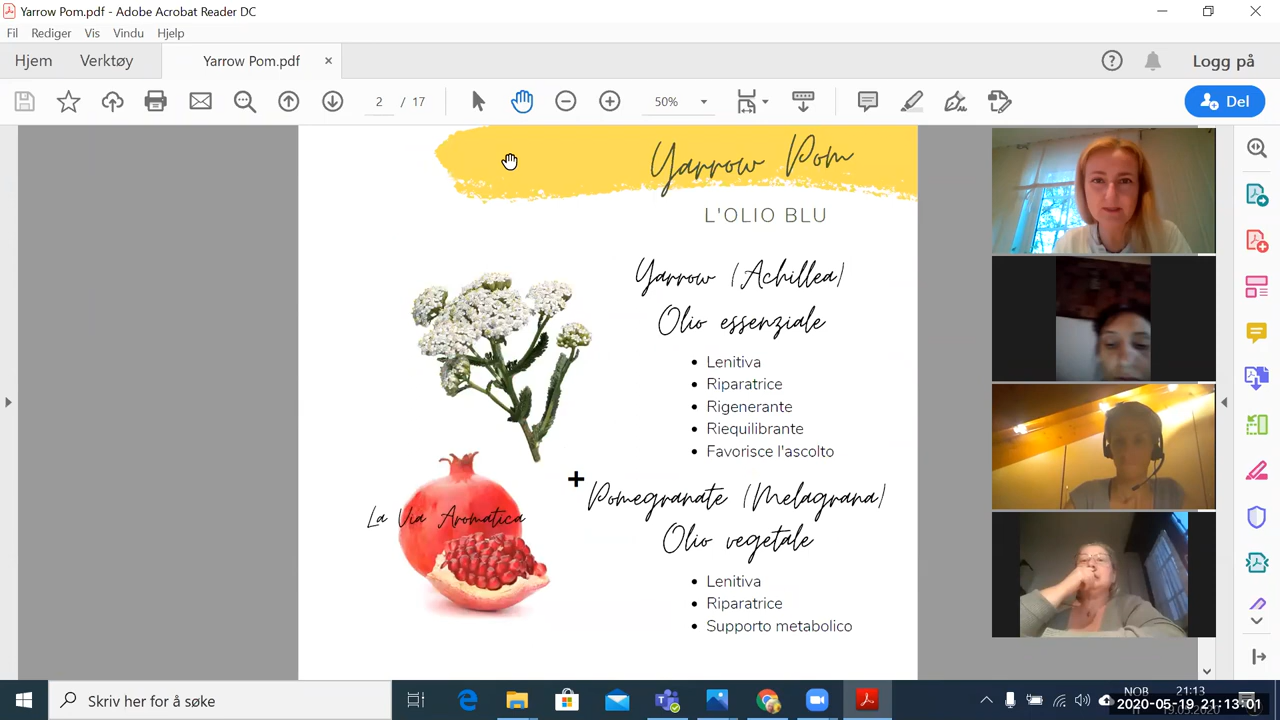 Yarrow Pom.pdf - Adobe Acrobat Reader DC
Fil Rediger Vis Vindu Hjelp
Hjem Verktøy Yarrow Pom.pdf × Logg på
2 / 17 50% Del
Yarrow Pom
L'OLIO BLU
Yarrow (Achillea)
Olio essenziale
• Lenitiva
• Riparatrice
• Rigenerante
• Riequilibrante
• Favorisce l'ascolto
+
Pomegranate (Melagrana)
La Via Aromatica
Olio vegetale
• Lenitiva
• Riparatrice
• Supporto metabolico
Skriv her for å søke
NOB 21:13
2020-05-19 21:13:01